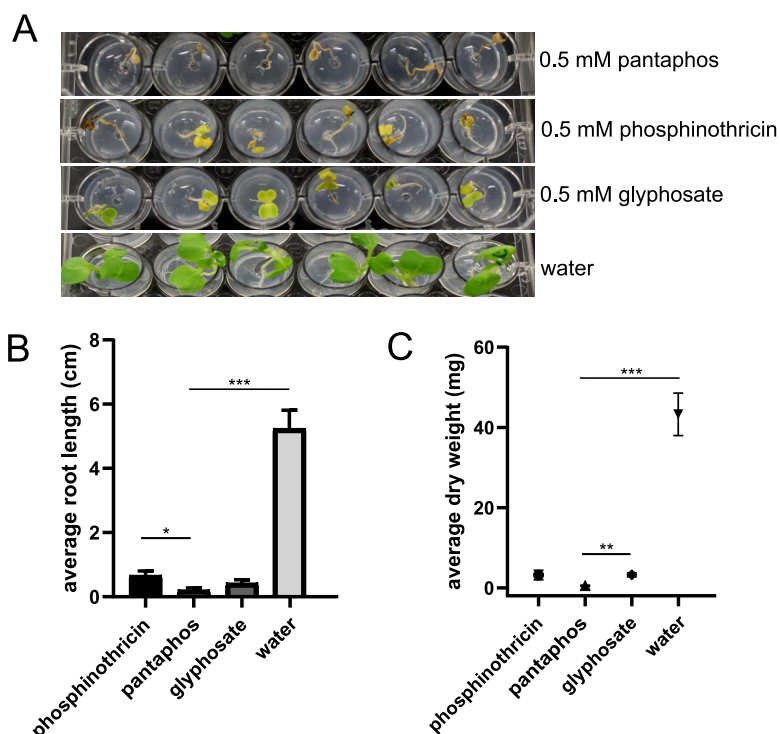 A
0.5 mM pantaphos
0.5 mM phosphinothricin
0.5 mM glyphosate
water
B
average root length (cm)
8
6
4
2
0
*
***
phosphinothricin
pantaphos
glyphosate
water
C
average dry weight (mg)
60
40
20
0
**
***
phosphinothricin
pantaphos
glyphosate
water